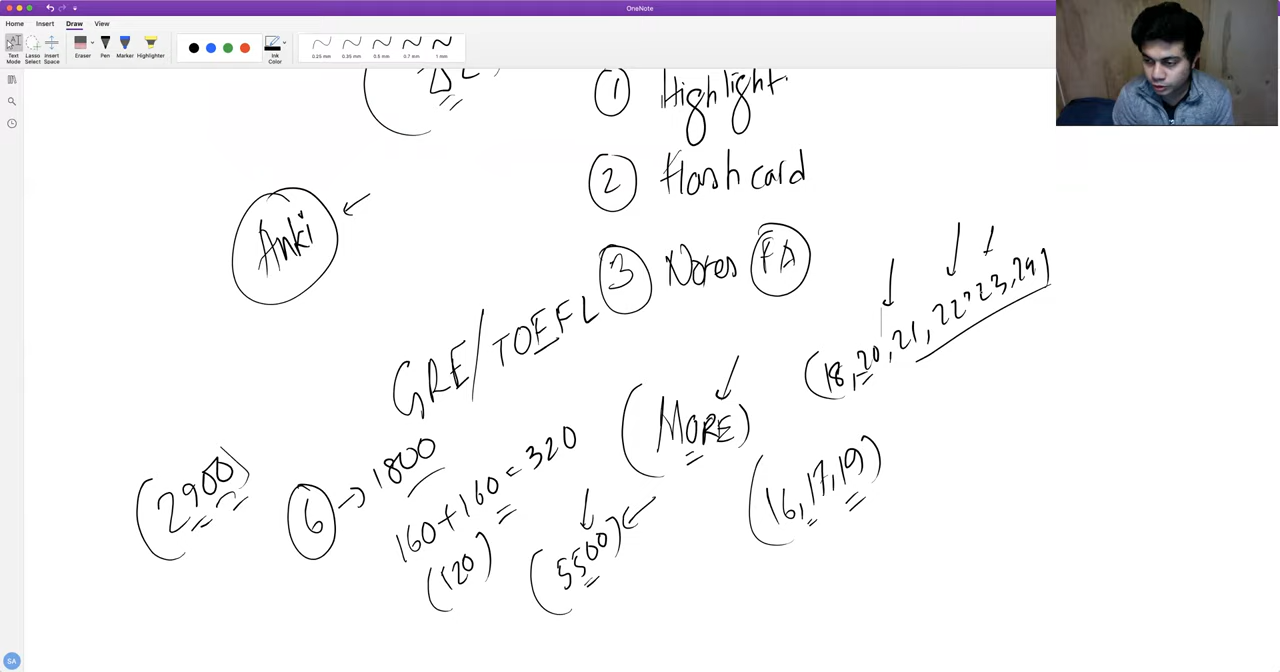 OneNote
Home Insert Draw View
Text Mode Lasso Select Insert Space Eraser Pen Marker Highlighter Ink Color 0.25 mm 0.35 mm 0.5 mm 0.7 mm 1 mm
1 Highlight
2 Flashcard
Anki
3 Notes FA
GRE/TOEFL
(18, 20, 21, 22, 23, 29)
(MORE)
(2900) 6 → 1800
160 + 160 = 320
(16, 17, 19)
(120) (5500)
SA